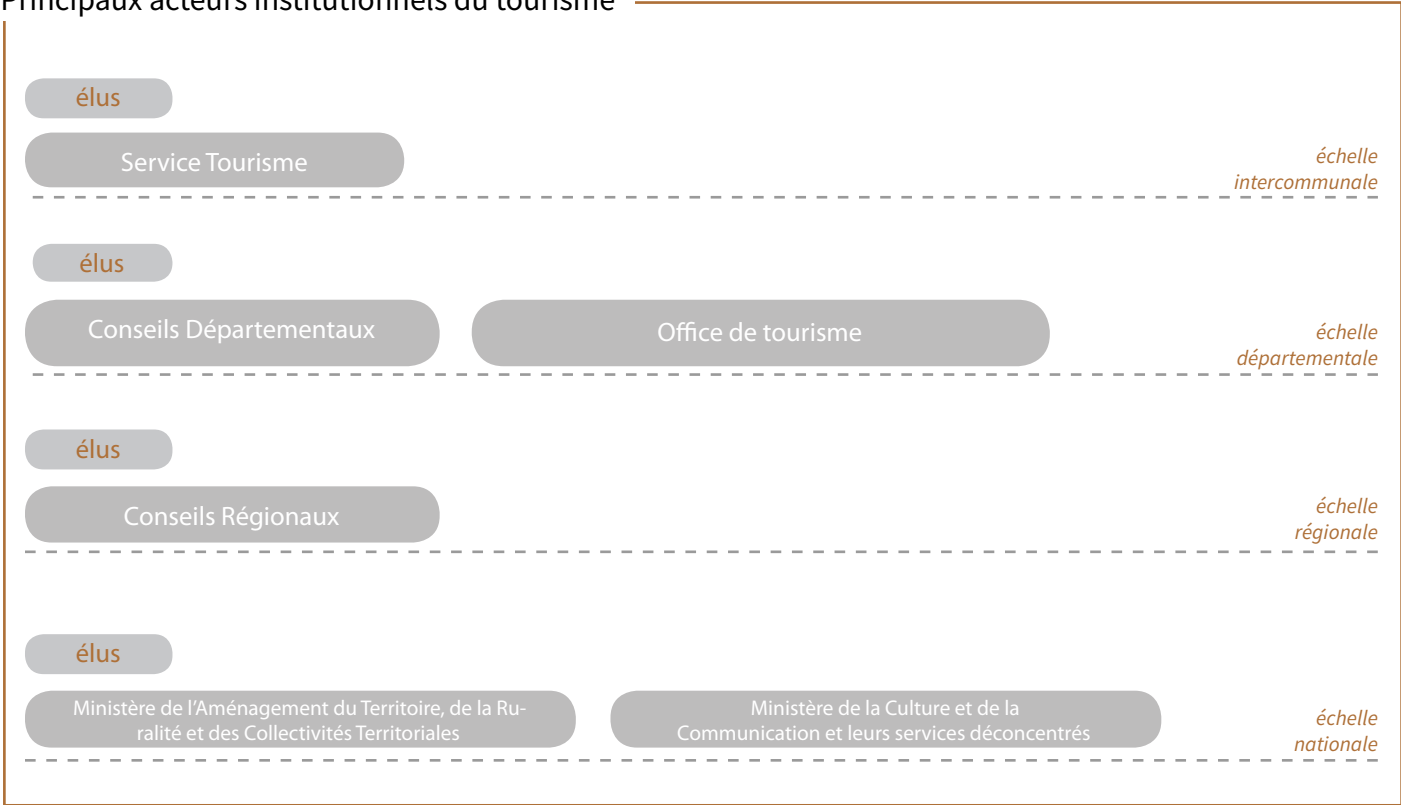 Principaux acteurs institutionnels du tourisme
élus
Service Tourisme
échelle
intercommunale
élus
Conseils Départementaux
Office de tourisme
échelle
départementale
élus
Conseils Régionaux
échelle
régionale
élus
Ministère de l'Aménagement du Territoire, de la Ru-
ralité et des Collectivités Territoriales
Ministère de la Culture et de la
Communication et leurs services déconcentrés
échelle
nationale